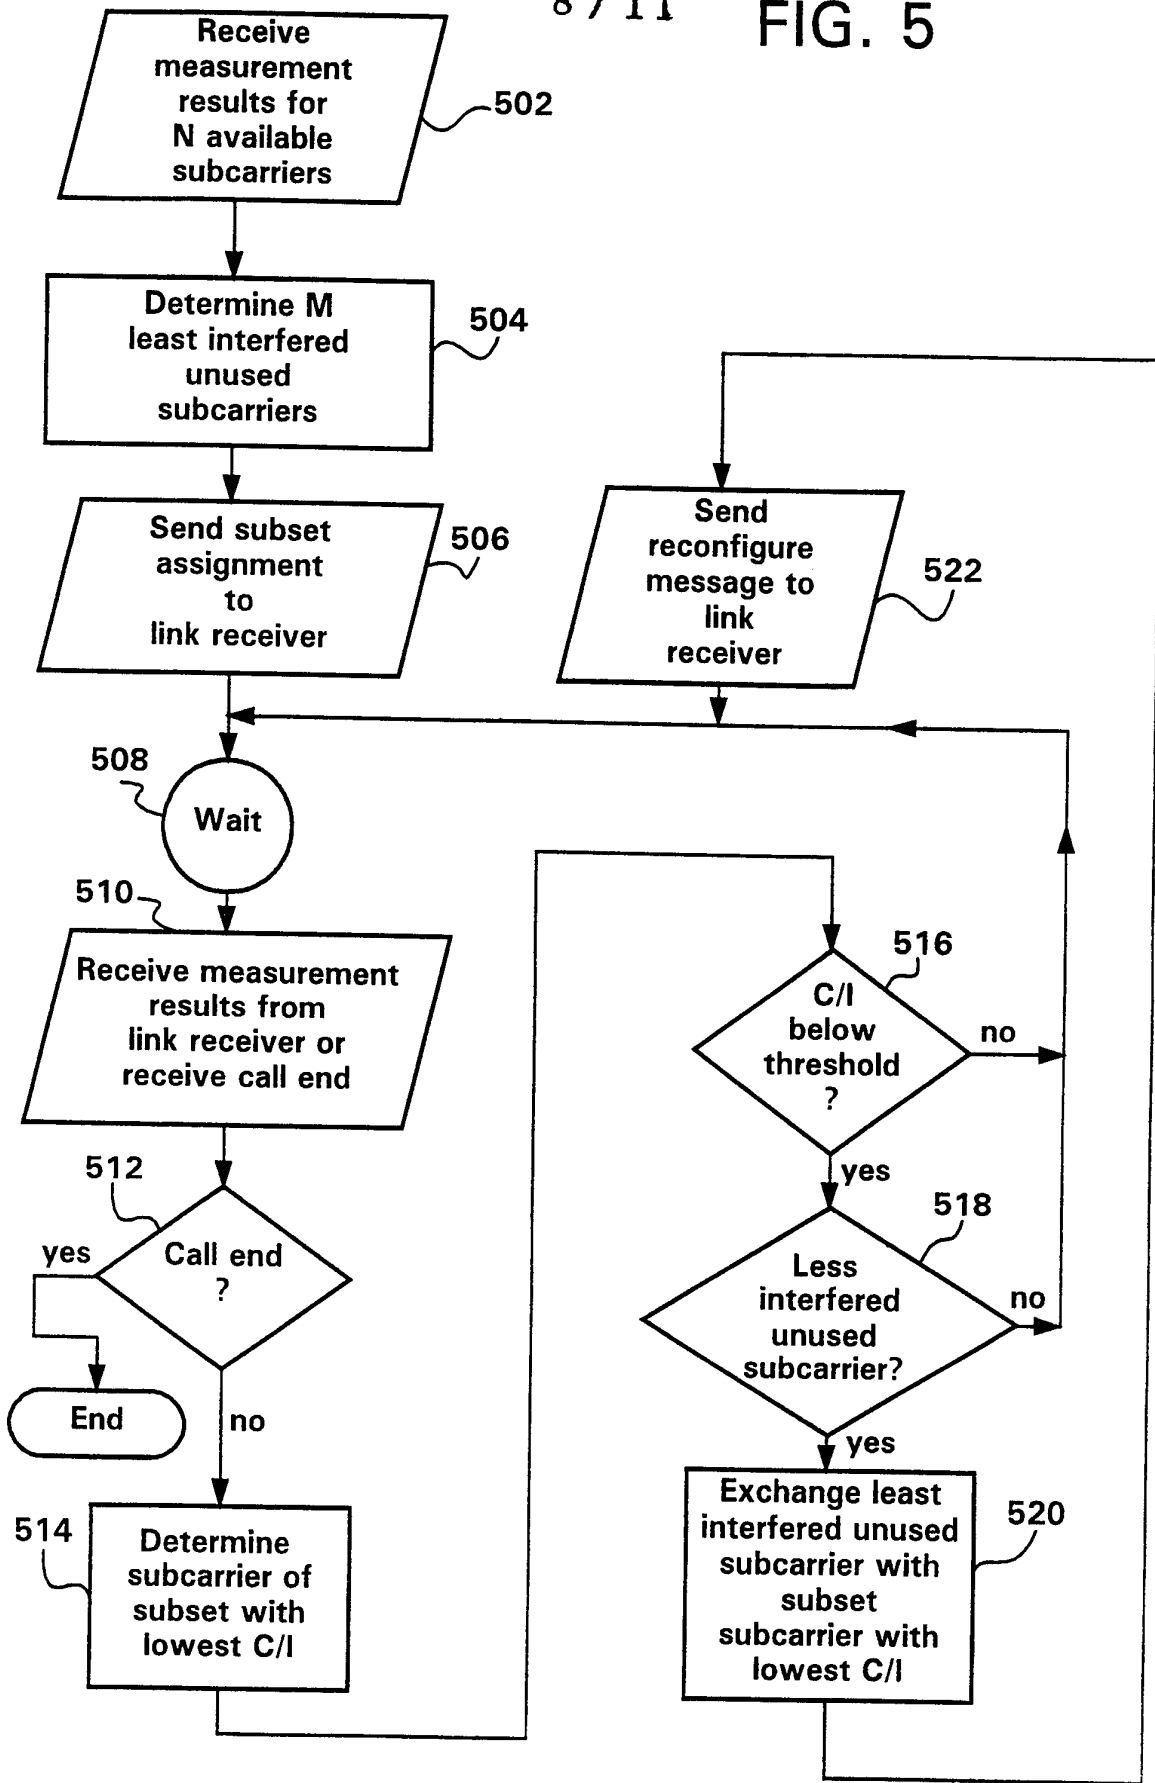 8/11
FIG. 5
Receive
measurement
results for
N available
subcarriers
502
Determine M
least interfered
unused
subcarriers
504
Send subset
assignment
to
link receiver
506
Send
reconfigure
message to
link
receiver
522
508
Wait
510
Receive measurement
results from
link receiver or
receive call end
512
Call end
?
yes
End
no
514
Determine
subcarrier of
subset with
lowest C/I
516
C/I
below
threshold
?
no
yes
518
Less
interfered
unused
subcarrier?
no
yes
Exchange least
interfered unused
subcarrier with
subset
subcarrier with
lowest C/I
520